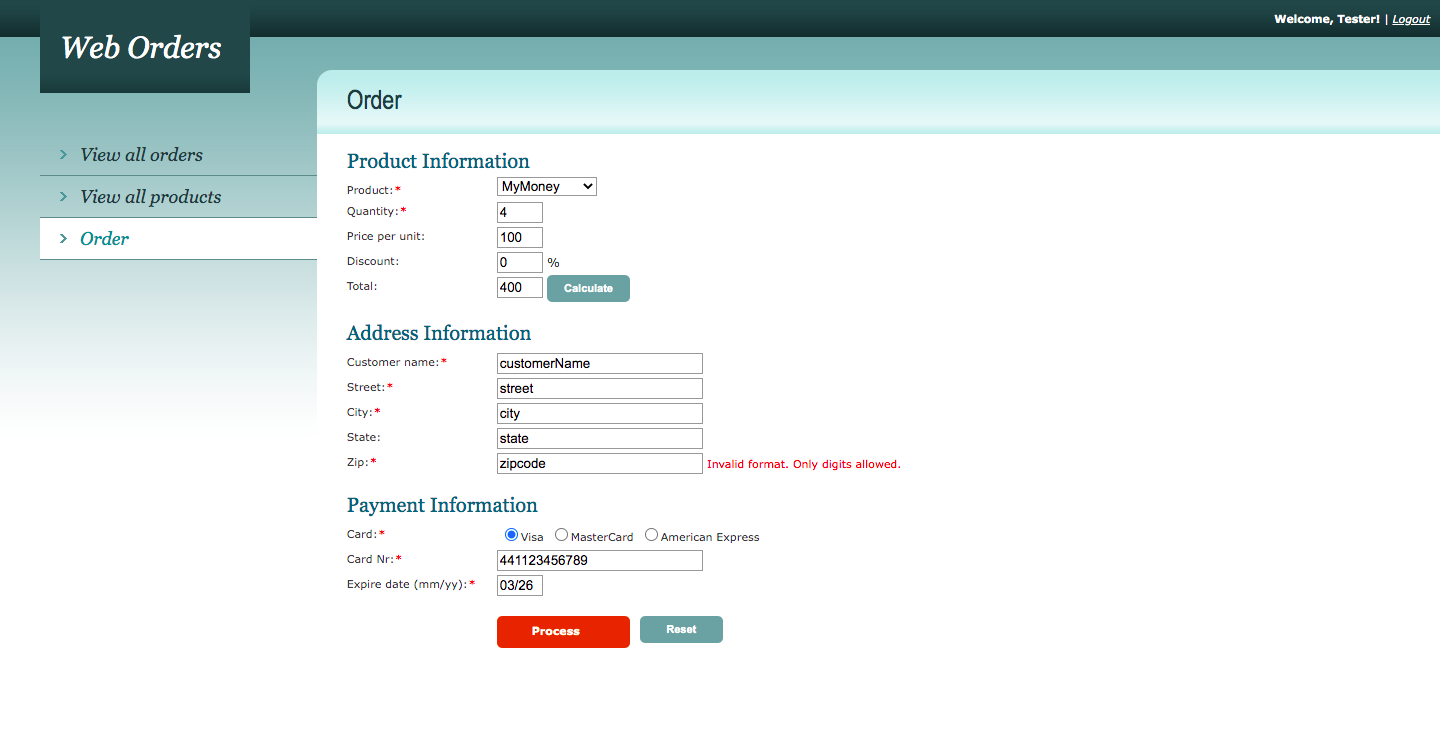 Welcome, Tester! | Logout
Web Orders
Order
View all orders
View all products
Order
Product Information
Product:* MyMoney
Quantity:* 4
Price per unit: 100
Discount: 0 %
Total: 400 Calculate
Address Information
Customer name:* customerName
Street:* street
City:* city
State: state
Zip:* zipcode Invalid format. Only digits allowed.
Payment Information
Card:* Visa MasterCard American Express
Card Nr:* 441123456789
Expire date (mm/yy):* 03/26
Process Reset